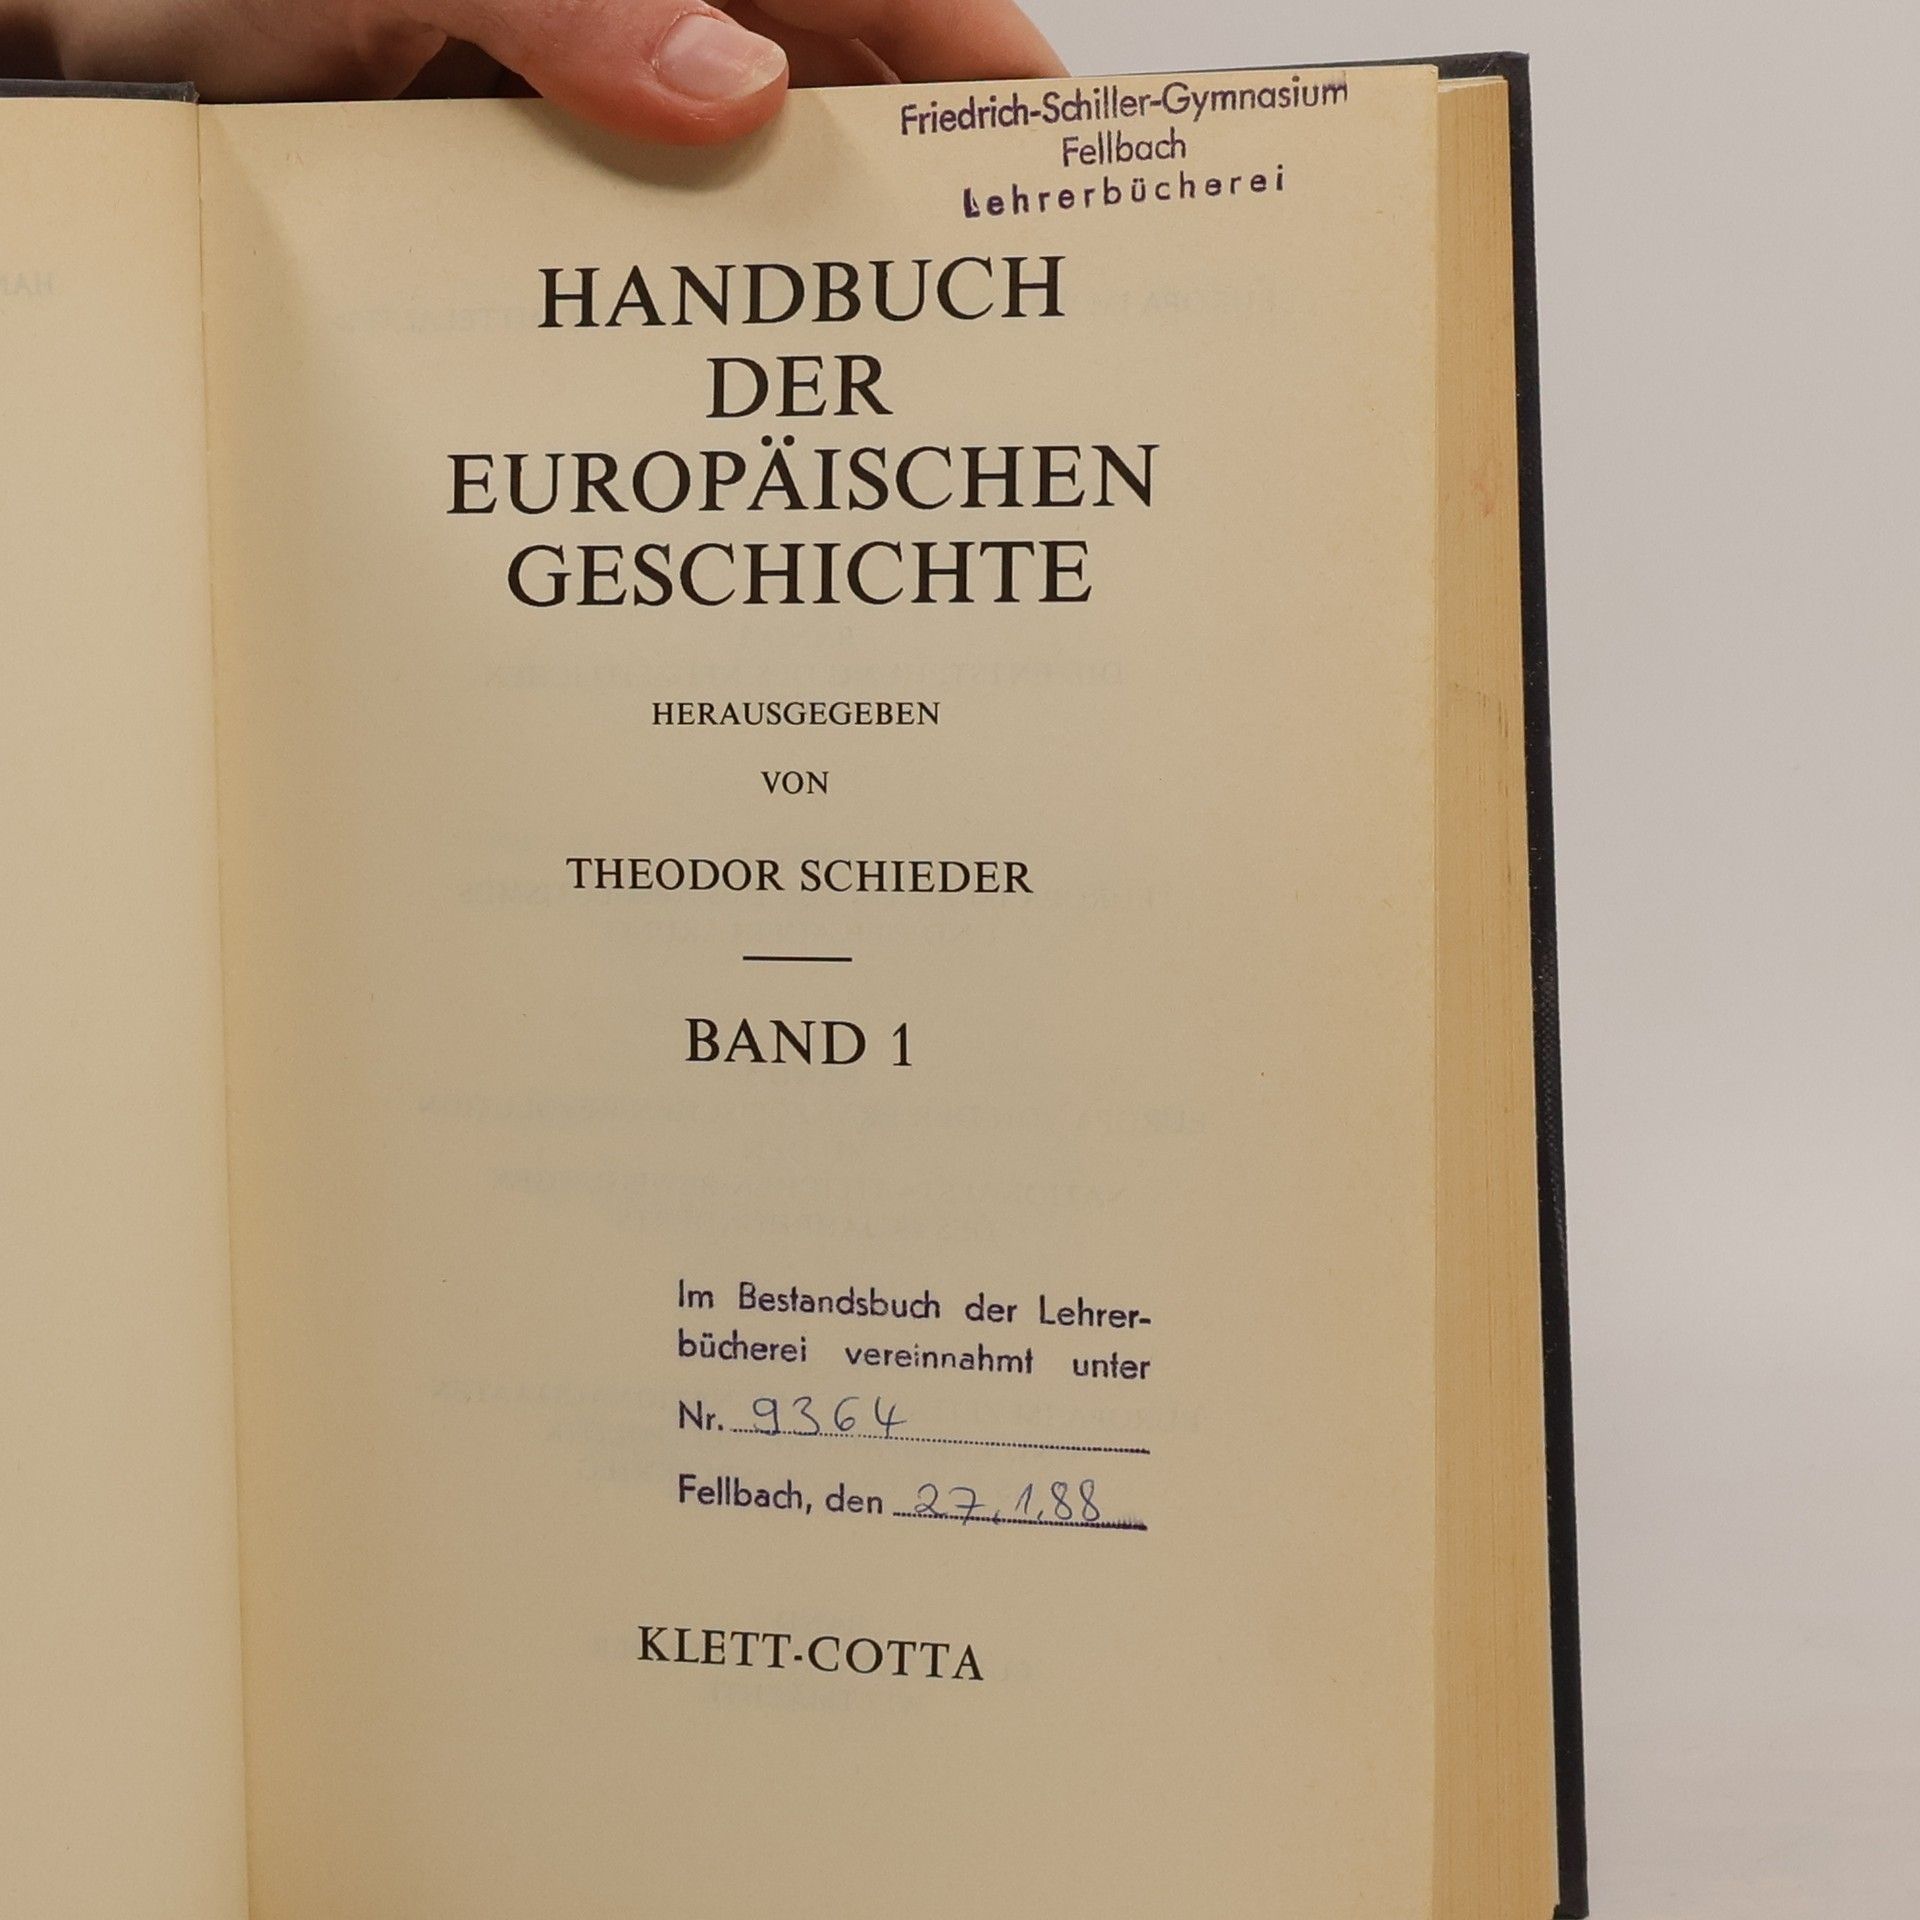 Friedrich-Schiller-Gymnasium
Fellbach
Lehrerbücherei
HANDBUCH
DER
EUROPÄISCHEN
GESCHICHTE
HERAUSGEGEBEN
VON
THEODOR SCHIEDER
BAND 1
Im Bestandsbuch der Lehrer-
bücherei vereinnahmt unter
Nr. 9364
Fellbach, den 27.1.88
KLETT-COTTA